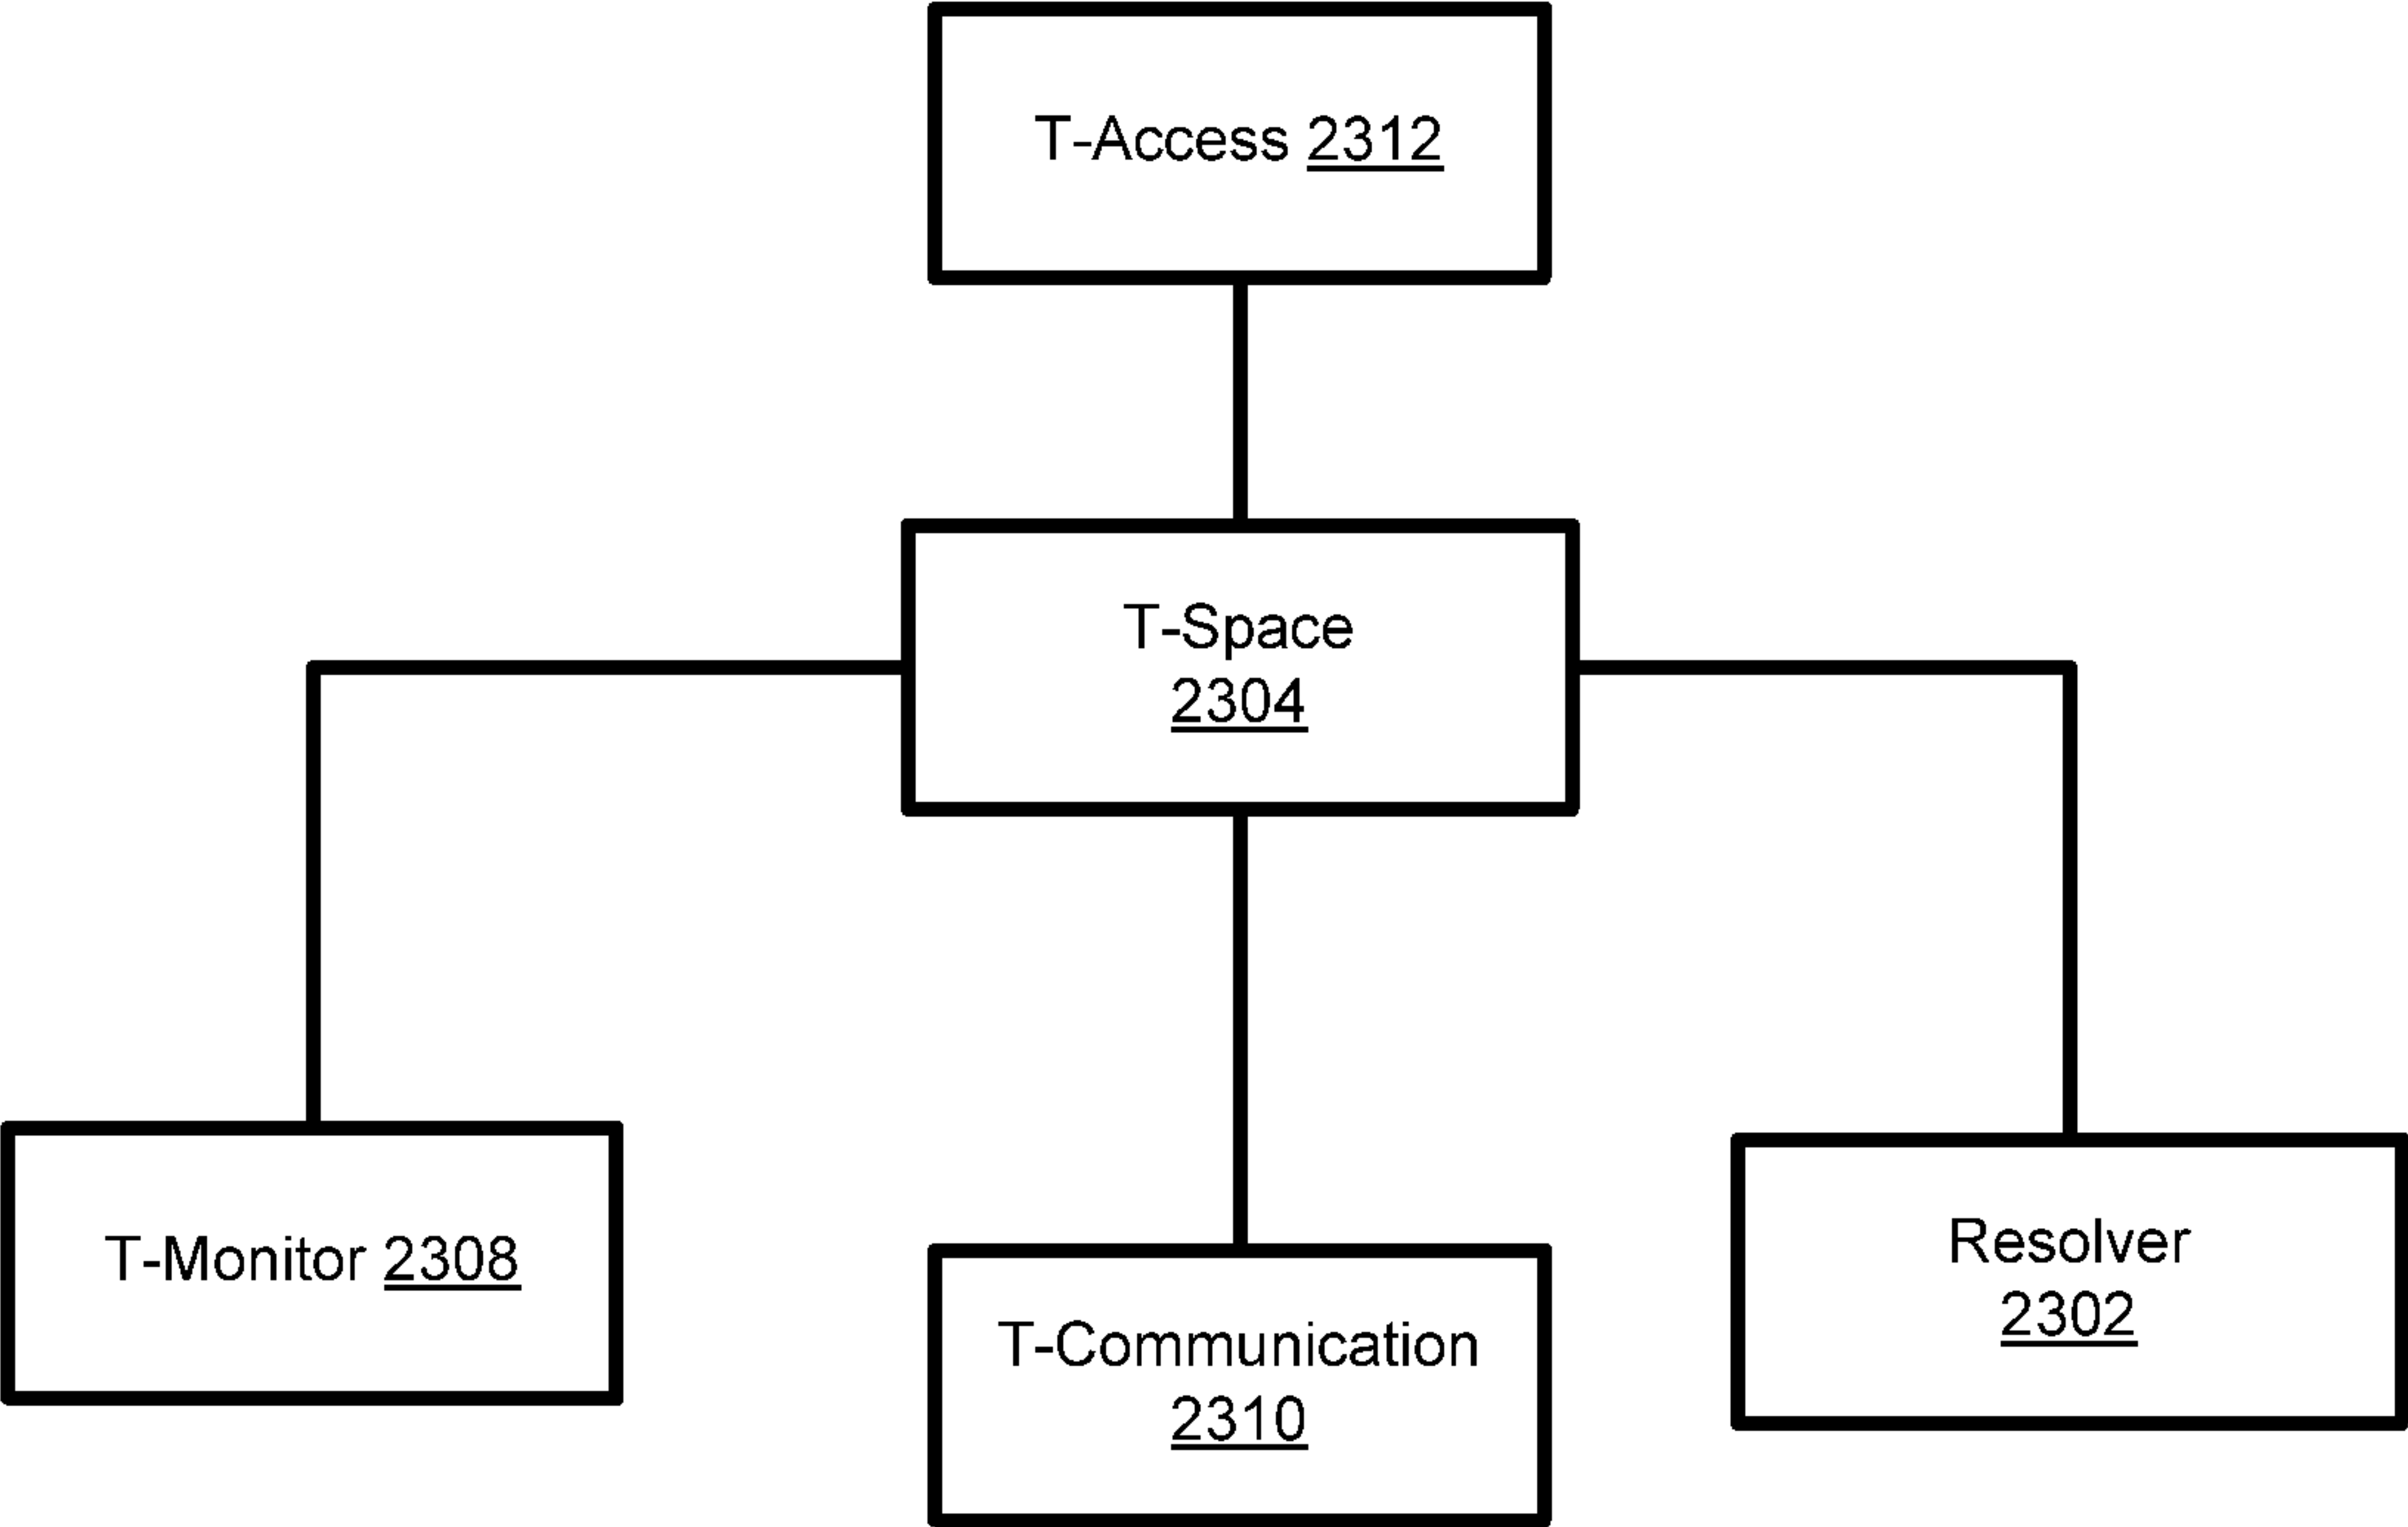 T-Access 2312
T-Space
2304
T-Monitor 2308
T-Communication
2310
Resolver
2302